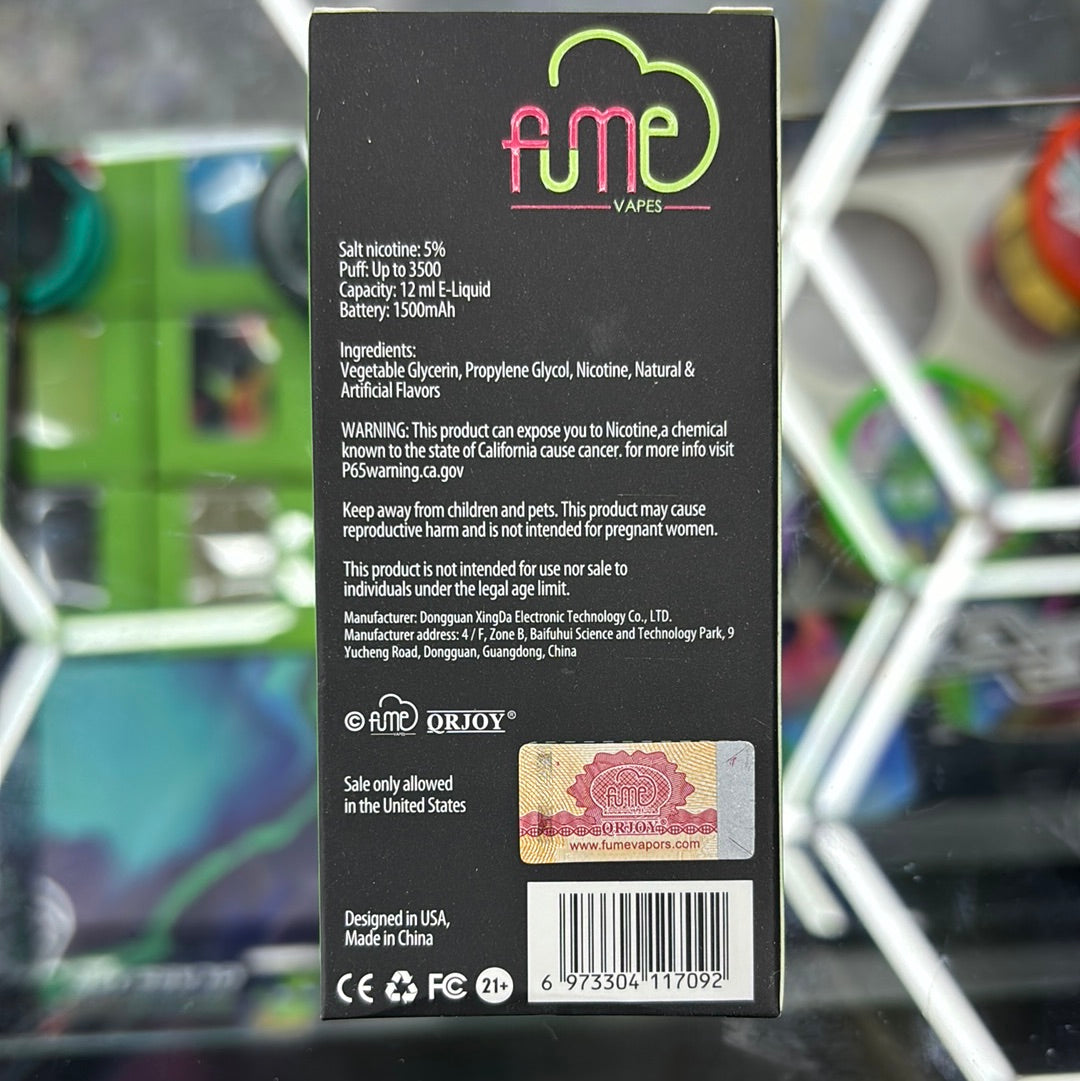 fume
VAPES
Salt nicotine: 5%
Puff: Up to 3500
Capacity: 12 ml E-Liquid
Battery: 1500mAh
Ingredients:
Vegetable Glycerin, Propylene Glycol, Nicotine, Natural &
Artificial Flavors
WARNING: This product can expose you to Nicotine,a chemical
known to the state of California cause cancer. for more info visit
P65warning.ca.gov
Keep away from children and pets. This product may cause
reproductive harm and is not intended for pregnant women.
This product is not intended for use nor sale to
individuals under the legal age limit.
Manufacturer: Dongguan XingDa Electronic Technology Co., LTD.
Manufacturer address: 4 / F, Zone B, Baifuhui Science and Technology Park, 9
Yucheng Road, Dongguan, Guangdong, China
© fume VAPES QRJOY®
Sale only allowed
in the United States
fume
QRJOY®
www.fumevapors.com
Designed in USA,
Made in China
CE FC 21+
6 973304 117092